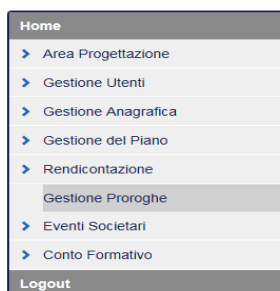 Home
Area Progettazione
Gestione Utenti
Gestione Anagrafica
Gestione del Piano
Rendicontazione
Gestione Proroghe
Eventi Societari
Conto Formativo
Logout